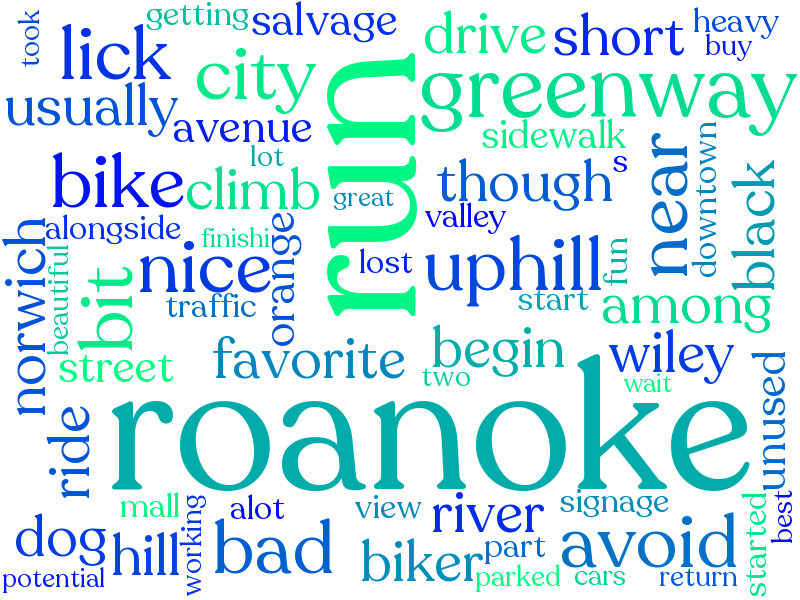 took
getting
salvage
heavy
lick
drive
short
buy
city
greenway
usually
avenue
sidewalk
run
lot
near
downtown
bike
climb
great
though
s
black
alongside
norwich
beautiful
finishi
orange
valley
nice
lost
uphill
fun
traffic
start
among
bit
street
favorite
begin
wiley
two
wait
roanoke
unused
ride
mall
working
alot
view
river
signage
started
best
dog
hill
bad
biker
part
avoid
potential
parked
cars
return